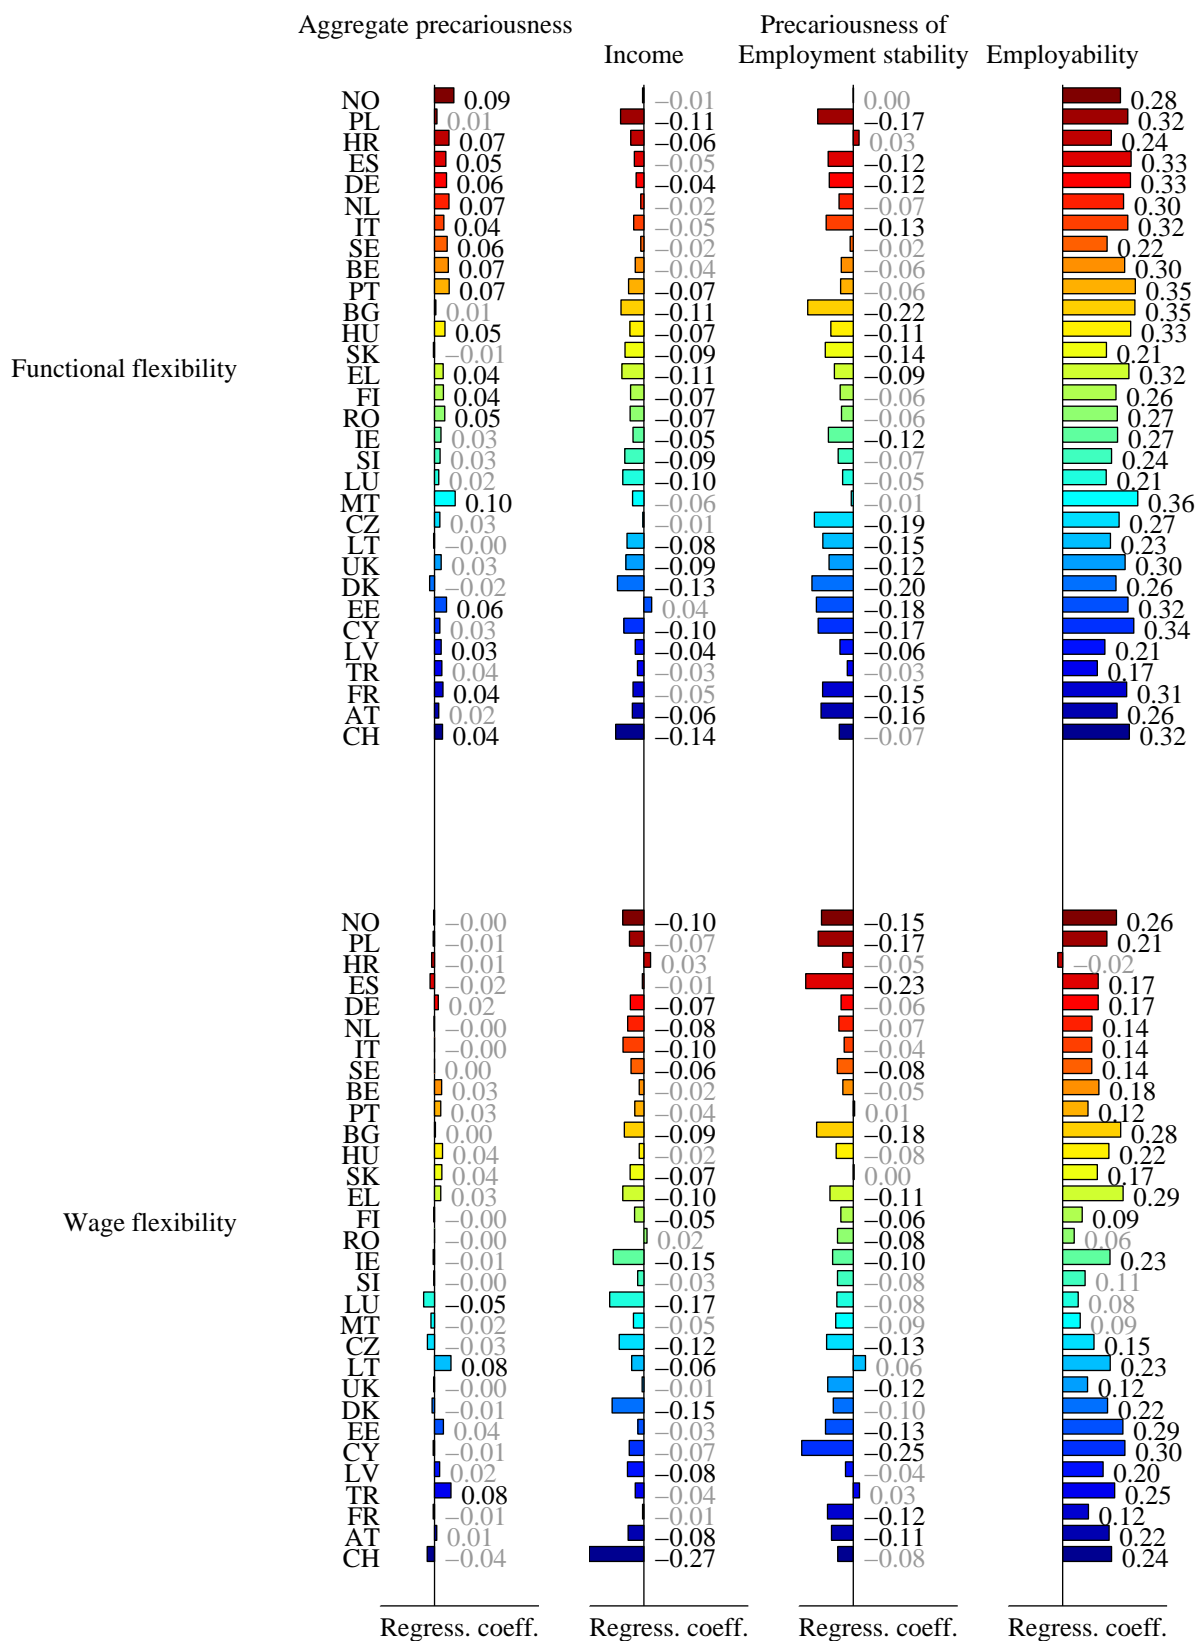 Aggregate precariousness
Precariousness of
Income Employment stability Employability
NO 0.09 –0.01 0.00 0.28
PL 0.01 –0.11 –0.17 0.32
HR 0.07 –0.06 0.03 0.24
ES 0.05 –0.05 –0.12 0.33
DE 0.06 –0.04 –0.12 0.33
NL 0.07 –0.02 –0.07 0.30
IT 0.04 –0.05 –0.13 0.32
SE 0.06 –0.02 –0.02 0.22
BE 0.07 –0.04 –0.06 0.30
PT 0.07 –0.07 –0.06 0.35
BG 0.01 –0.11 –0.22 0.35
HU 0.05 –0.07 –0.11 0.33
SK –0.01 –0.09 –0.14 0.21
Functional flexibility
EL 0.04 –0.11 –0.09 0.32
FI 0.04 –0.07 –0.06 0.26
RO 0.05 –0.07 –0.06 0.27
IE 0.03 –0.05 –0.12 0.27
SI 0.03 –0.09 –0.07 0.24
LU 0.02 –0.10 –0.05 0.21
MT 0.10 –0.06 –0.01 0.36
CZ 0.03 –0.01 –0.19 0.27
LT –0.00 –0.08 –0.15 0.23
UK 0.03 –0.09 –0.12 0.30
DK –0.02 –0.13 –0.20 0.26
EE 0.06 0.04 –0.18 0.32
CY 0.03 –0.10 –0.17 0.34
LV 0.03 –0.04 –0.06 0.21
TR 0.04 –0.03 –0.03 0.17
FR 0.04 –0.05 –0.15 0.31
AT 0.02 –0.06 –0.16 0.26
CH 0.04 –0.14 –0.07 0.32
NO –0.00 –0.10 –0.15 0.26
PL –0.01 –0.07 –0.17 0.21
HR –0.01 0.03 –0.05 –0.02
ES –0.02 –0.01 –0.23 0.17
DE 0.02 –0.07 –0.06 0.17
NL –0.00 –0.08 –0.07 0.14
IT –0.00 –0.10 –0.04 0.14
SE 0.00 –0.06 –0.08 0.14
BE 0.03 –0.02 –0.05 0.18
PT 0.03 –0.04 0.01 0.12
BG 0.00 –0.09 –0.18 0.28
HU 0.04 –0.02 –0.08 0.22
SK 0.04 –0.07 0.00 0.17
EL 0.03 –0.10 –0.11 0.29
Wage flexibility
FI –0.00 –0.05 –0.06 0.09
RO –0.00 0.02 –0.08 0.06
IE –0.01 –0.15 –0.10 0.23
SI –0.00 –0.03 –0.08 0.11
LU –0.05 –0.17 –0.08 0.08
MT –0.02 –0.05 –0.09 0.09
CZ –0.03 –0.12 –0.13 0.15
LT 0.08 –0.06 0.06 0.23
UK –0.00 –0.01 –0.12 0.12
DK –0.01 –0.15 –0.10 0.22
EE 0.04 –0.03 –0.13 0.29
CY –0.01 –0.07 –0.25 0.30
LV 0.02 –0.08 –0.04 0.20
TR 0.08 –0.04 0.03 0.25
FR –0.01 –0.01 –0.12 0.12
AT 0.01 –0.08 –0.11 0.22
CH –0.04 –0.27 –0.08 0.24
Regress. coeff. Regress. coeff. Regress. coeff. Regress. coeff.